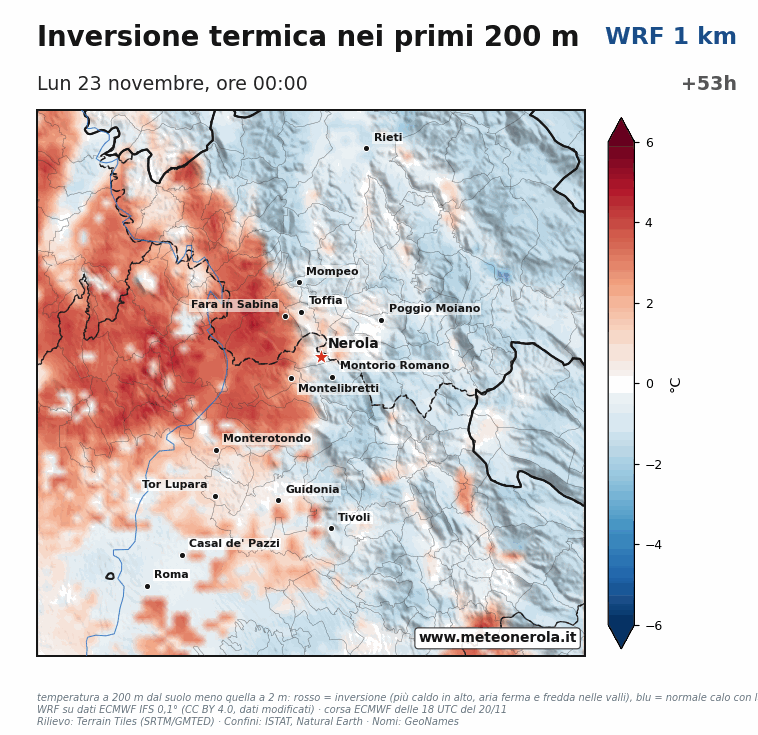 Inversione termica nei primi 200 m WRF 1 km
Lun 23 novembre, ore 00:00 +53h
Rieti
Mompeo
Fara in Sabina
Toffia
Poggio Moiano
Nerola
Montorio Romano
Montelibretti
Monterotondo
Tor Lupara
Guidonia
Tivoli
Casal de' Pazzi
Roma
www.meteonerola.it
6
4
2
0
−2
−4
−6
°C
temperatura a 200 m dal suolo meno quella a 2 m: rosso = inversione (più caldo in alto, aria ferma e fredda nelle valli), blu = normale calo con l
WRF su dati ECMWF IFS 0,1° (CC BY 4.0, dati modificati) · corsa ECMWF delle 18 UTC del 20/11
Rilievo: Terrain Tiles (SRTM/GMTED) · Confini: ISTAT, Natural Earth · Nomi: GeoNames